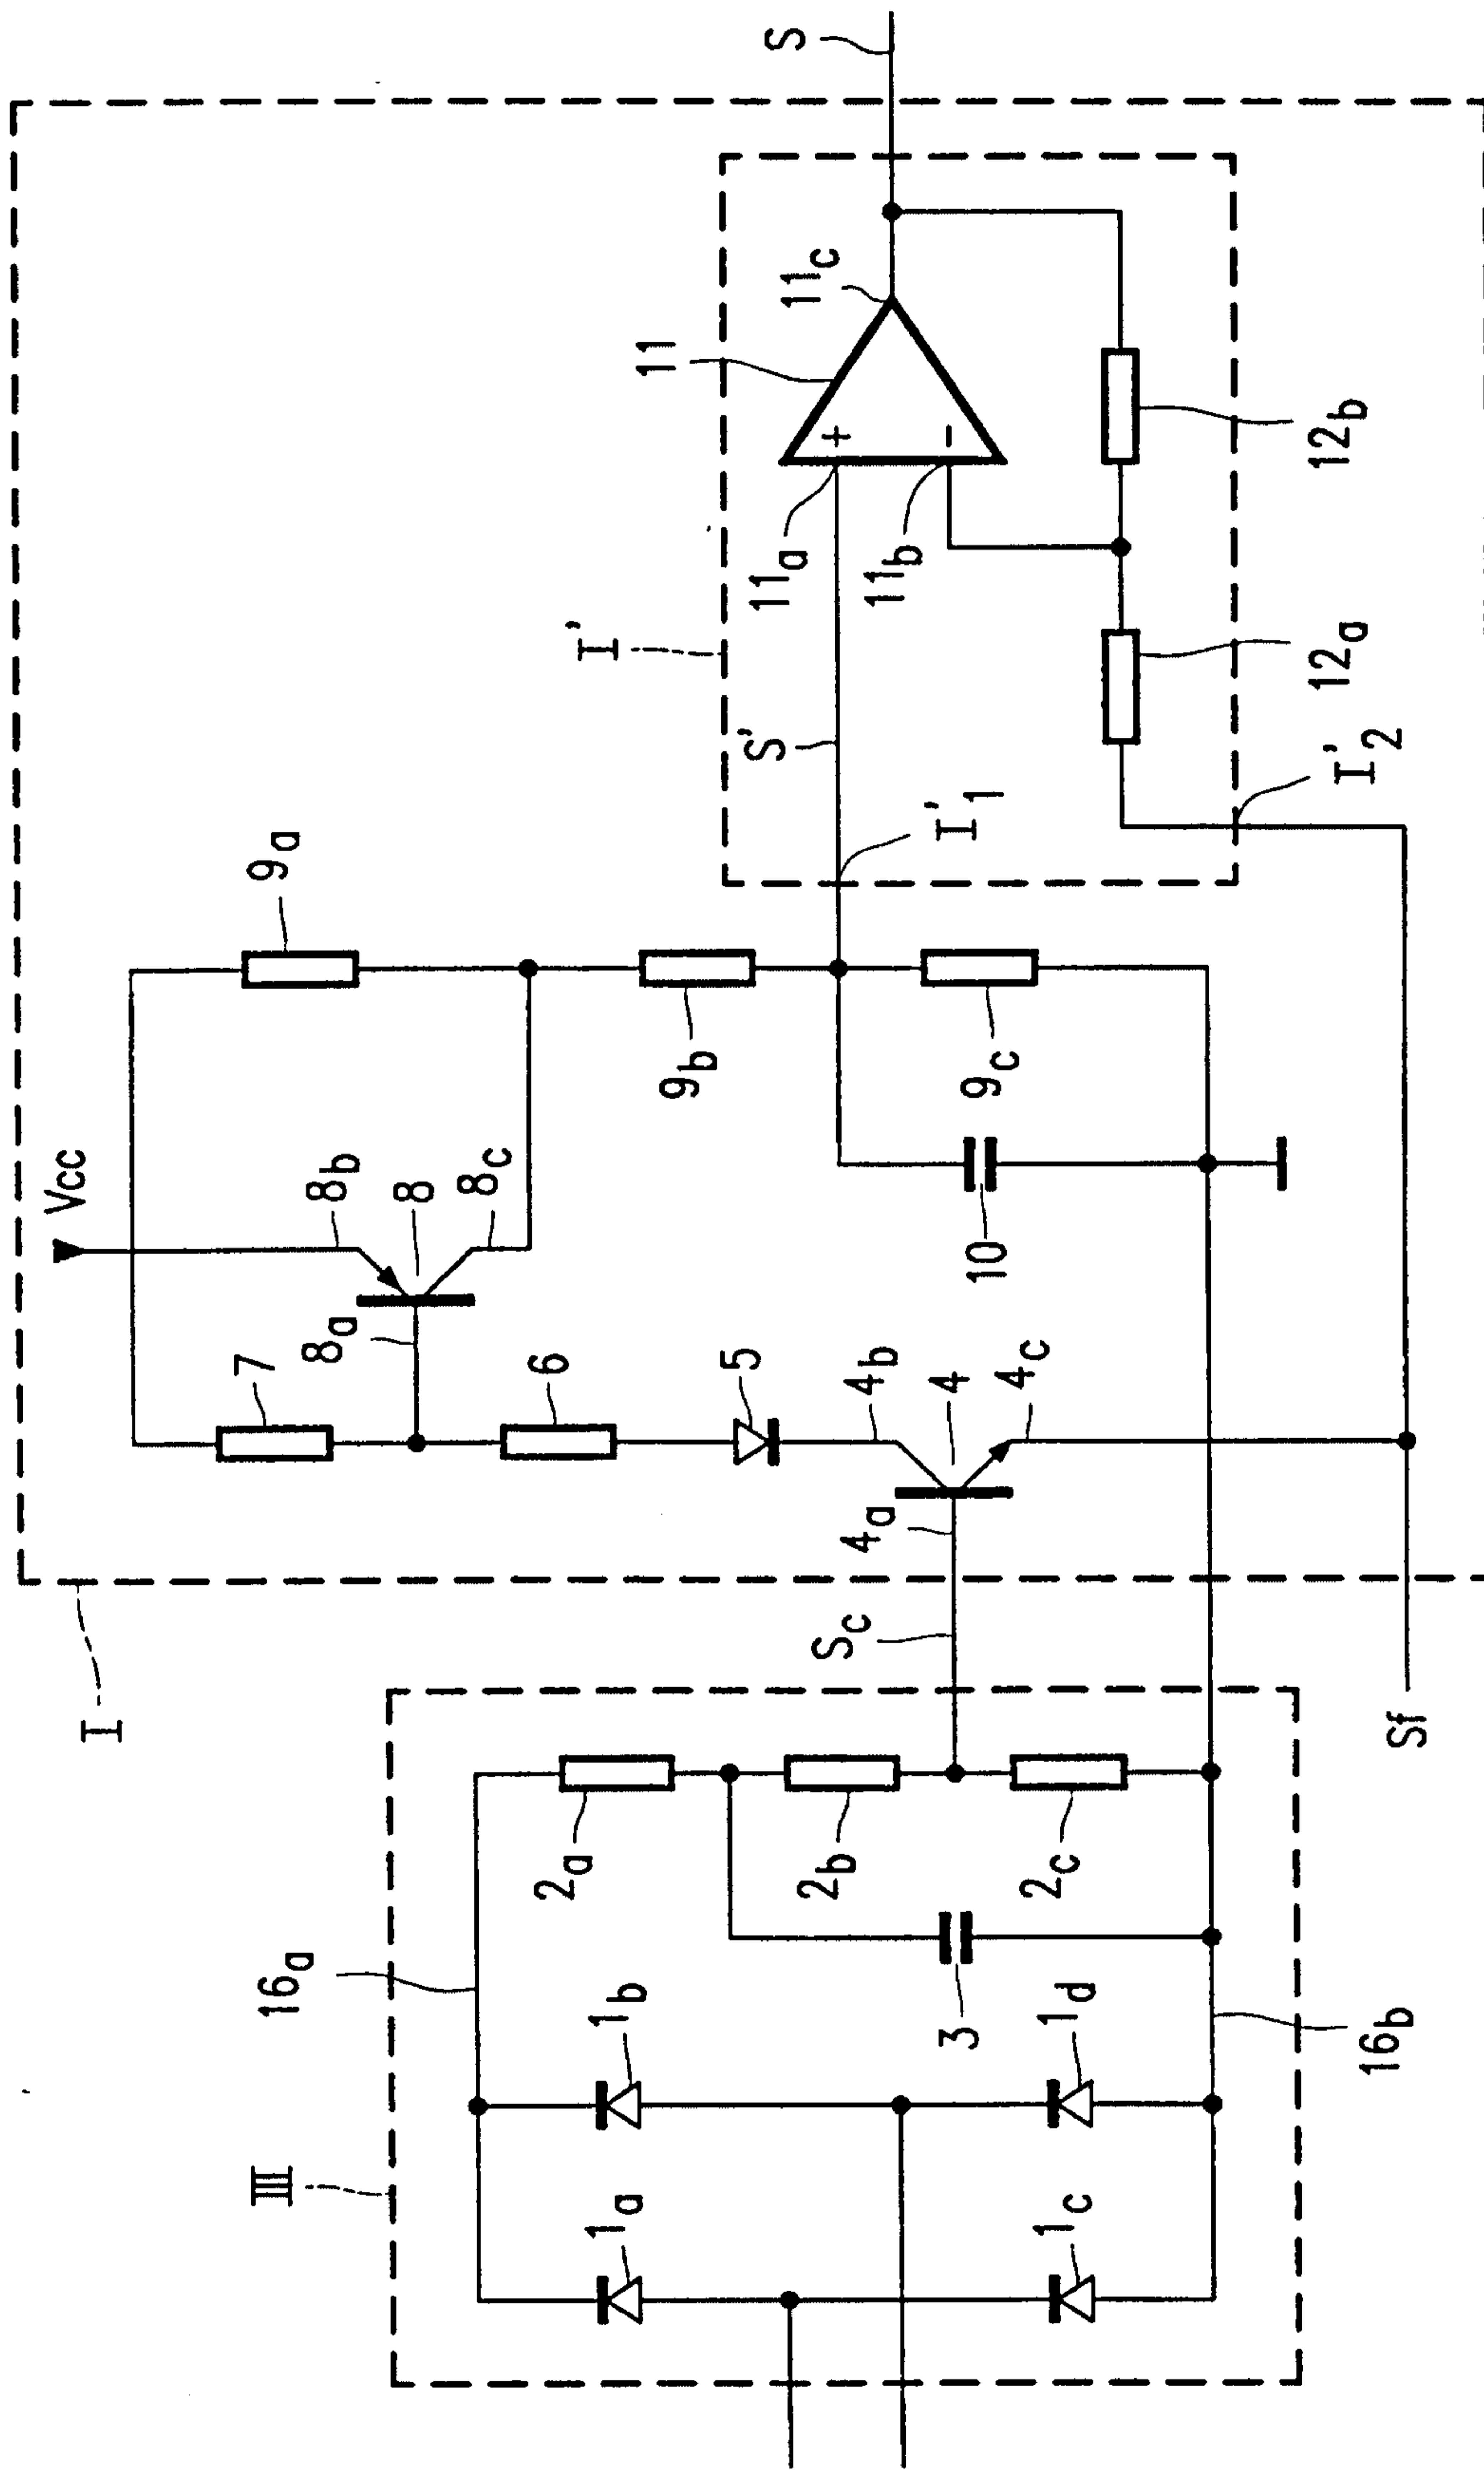 Vcc
S
I
7
8a
8b
8
8c
9a
6
5
4b
4
4c
4a
Sc
9b
9c
10
I'
S'
I'1
I'2
11
11a
11b
11c
+
−
12a
12b
III
16a
2a
2b
2c
3
1a
1b
1c
1d
16b
Sf